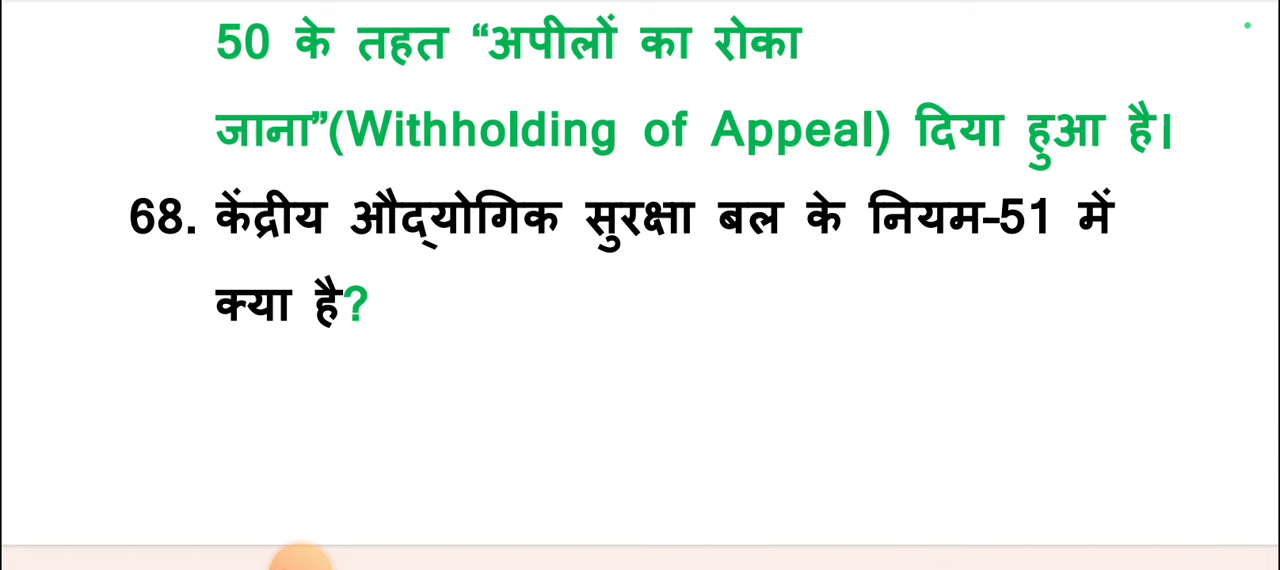 50 के तहत “अपीलों का रोका
जाना”(Withholding of Appeal) दिया हुआ है।
68. केंद्रीय औद्योगिक सुरक्षा बल के नियम-51 में
क्या है?